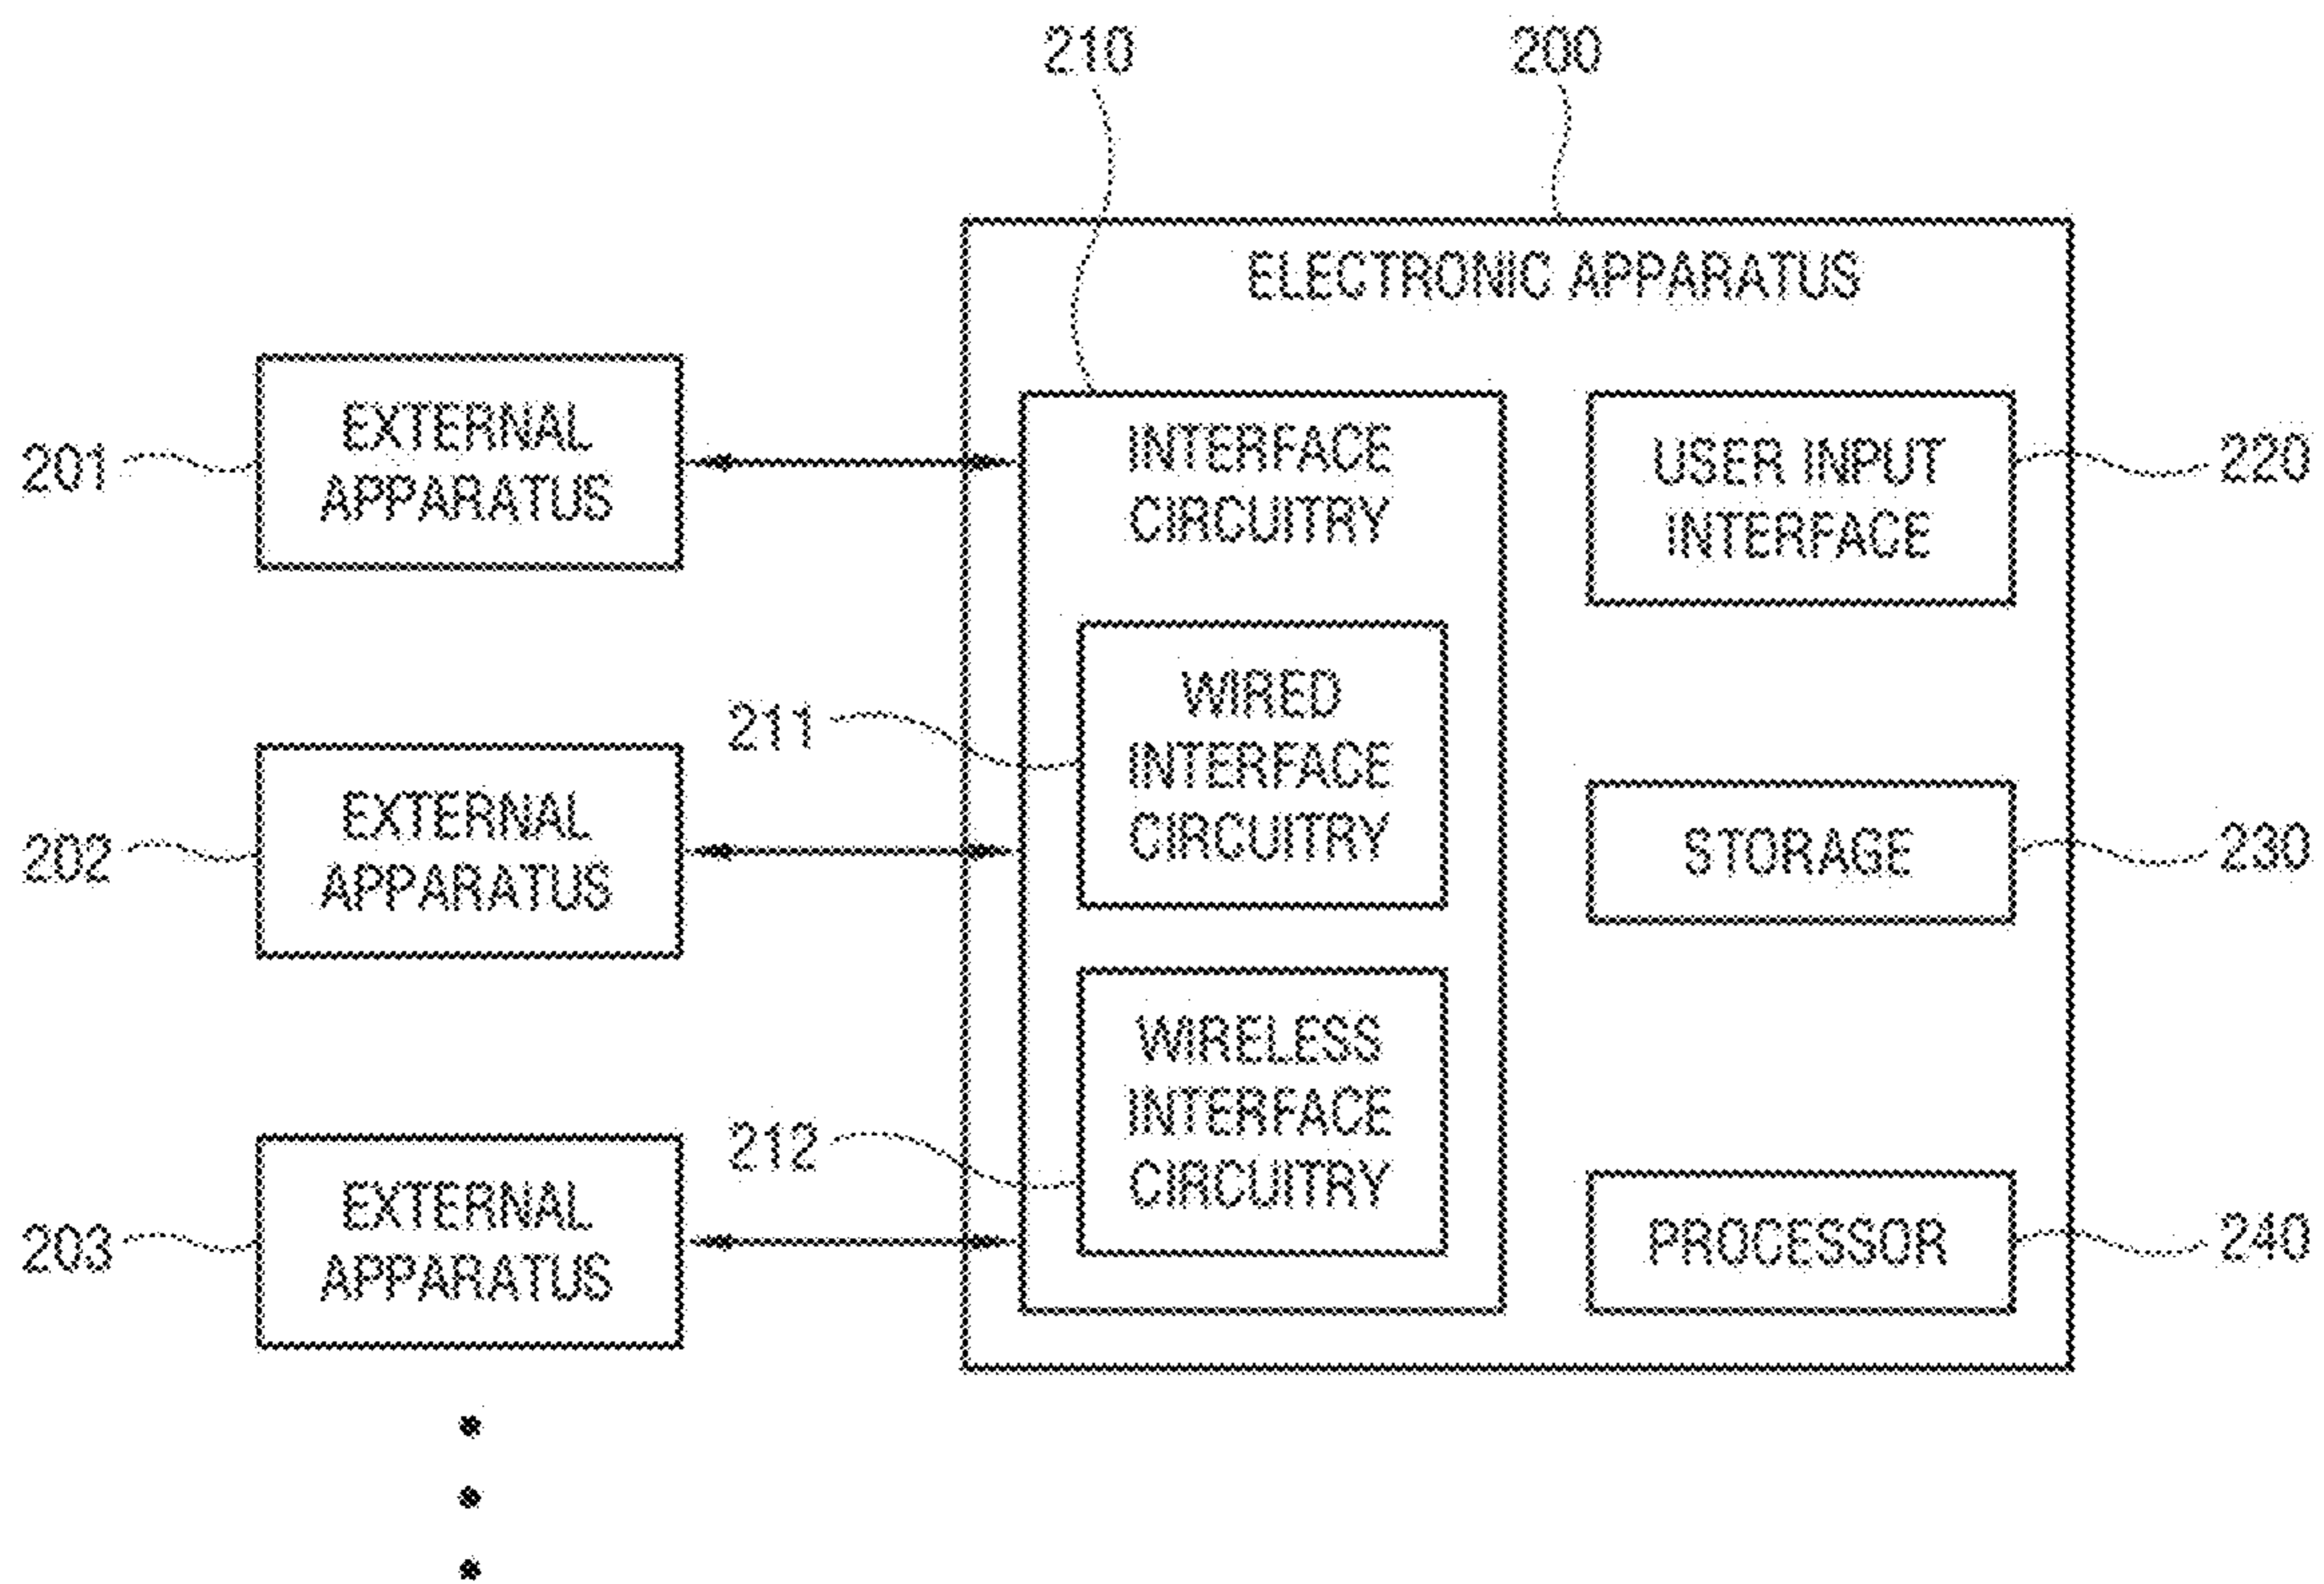 210
200
ELECTRONIC APPARATUS
201
EXTERNAL
APPARATUS
INTERFACE
CIRCUITRY
USER INPUT
INTERFACE
220
211
WIRED
INTERFACE
CIRCUITRY
202
EXTERNAL
APPARATUS
STORAGE
230
212
WIRELESS
INTERFACE
CIRCUITRY
203
EXTERNAL
APPARATUS
PROCESSOR
240